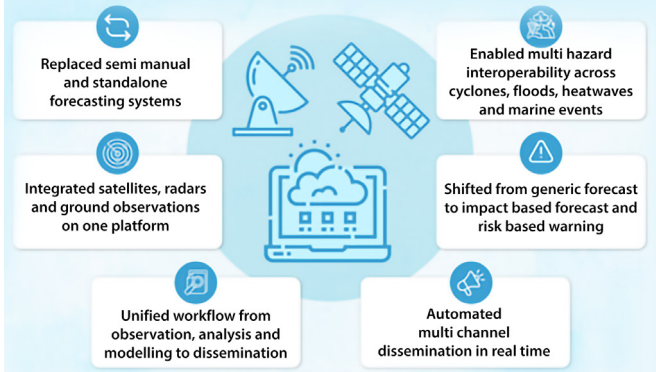 Replaced semi manual
and standalone
forecasting systems
Enabled multi hazard
interoperability across
cyclones, floods, heatwaves
and marine events
Integrated satellites, radars
and ground observations
on one platform
Shifted from generic forecast
to impact based forecast and
risk based warning
Unified workflow from
observation, analysis and
modelling to dissemination
Automated
multi channel
dissemination in real time